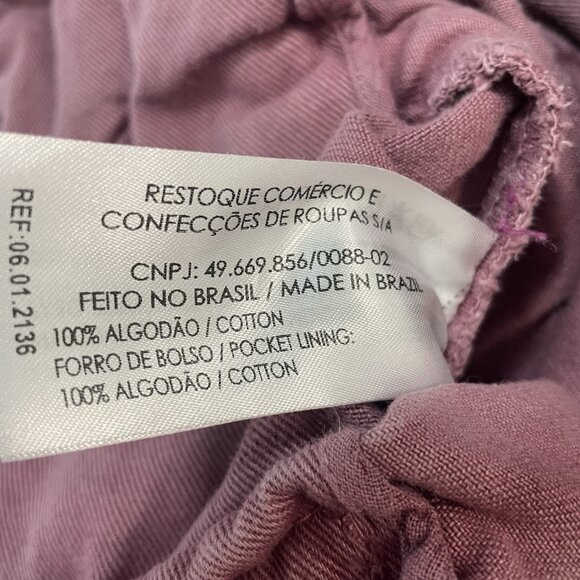 RESTOQUE COMÉRCIO E
CONFECÇÕES DE ROUPAS S/A
CNPJ: 49.669.856/0088-02
FEITO NO BRASIL / MADE IN BRAZIL
100% ALGODÃO / COTTON
FORRO DE BOLSO / POCKET LINING:
100% ALGODÃO / COTTON
REF:06.01.2136